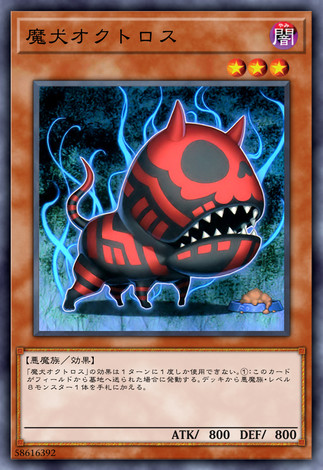 魔犬オクトロス
やみ
闇
【悪魔族／効果】
「魔犬オクトロス」の効果は１ターンに１度しか使用できない。①：このカード
がフィールドから墓地へ送られた場合に発動する。デッキから悪魔族・レベル
８モンスター１体を手札に加える。
ATK/ 800 DEF/ 800
58616392